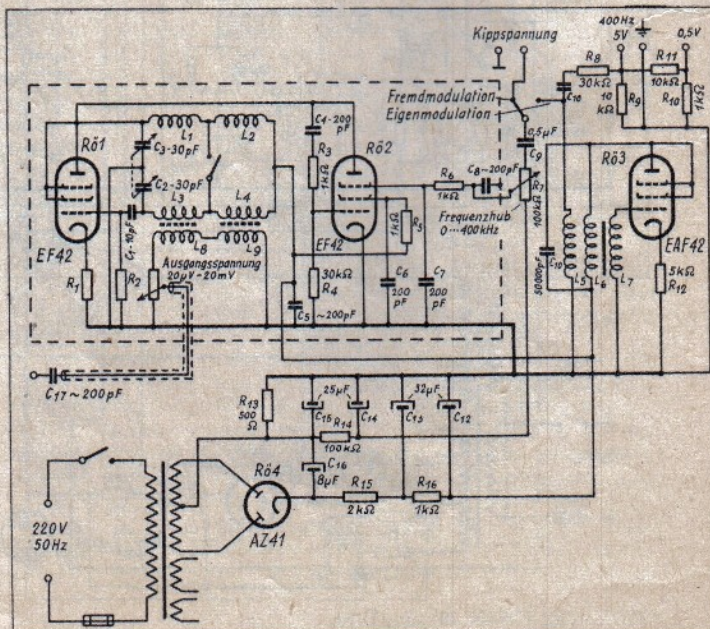 Kippspannung
400Hz
5V
0,5V
R8
30kΩ
R11
10kΩ
10
kΩ
R9
R10
1kΩ
Fremdmodulation
Eigenmodulation
C18
0,5µF
C9
L1
L2
C3-30pF
C2-30pF
L3
L4
L8
L9
Rö1
EF42
C1-10pF
R1
R2
Ausgangsspannung
20µV-20mV
C4-200
pF
R3
1kΩ
Rö2
EF42
R6
1kΩ
C8~200pF
R7
100kΩ
Frequenzhub
0...400kHz
1kΩ
R5
30kΩ
R4
C5 ~200pF
C6
200
pF
C7
200
pF
Rö3
EAF42
C10
50000pF
L5
L6
L7
5kΩ
R12
C17~200pF
R13
500
Ω
25µF
C15
C14
R14
100kΩ
32µF
C13
C12
C16
8µF
R15
2kΩ
R16
1kΩ
Rö4
AZ41
220V
50Hz